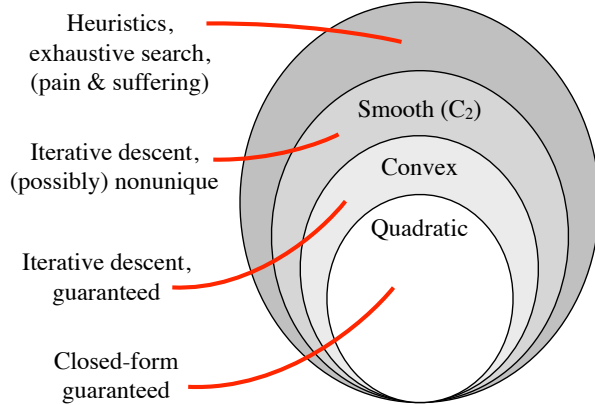 Heuristics,
exhaustive search,
(pain & suffering)
Smooth (C₂)
Iterative descent,
(possibly) nonunique
Convex
Quadratic
Iterative descent,
guaranteed
Closed-form
guaranteed